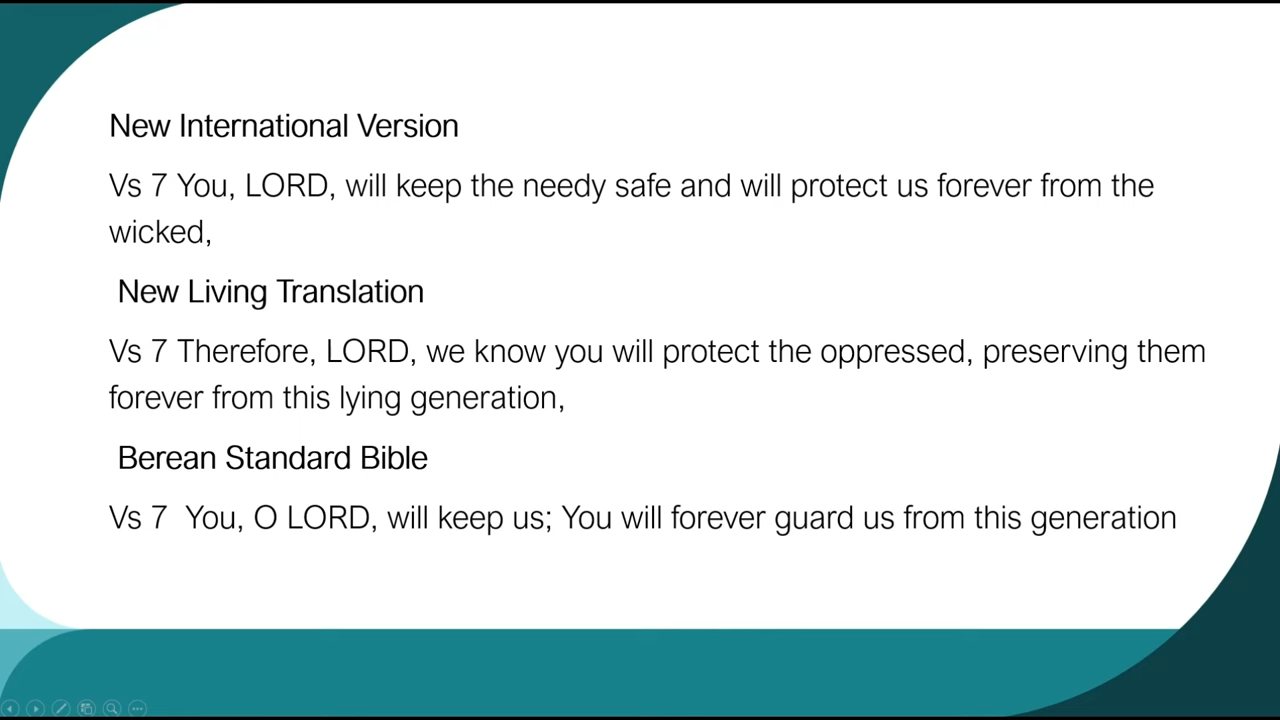 New International Version
Vs 7 You, LORD, will keep the needy safe and will protect us forever from the
wicked,
New Living Translation
Vs 7 Therefore, LORD, we know you will protect the oppressed, preserving them
forever from this lying generation,
Berean Standard Bible
Vs 7  You, O LORD, will keep us; You will forever guard us from this generation